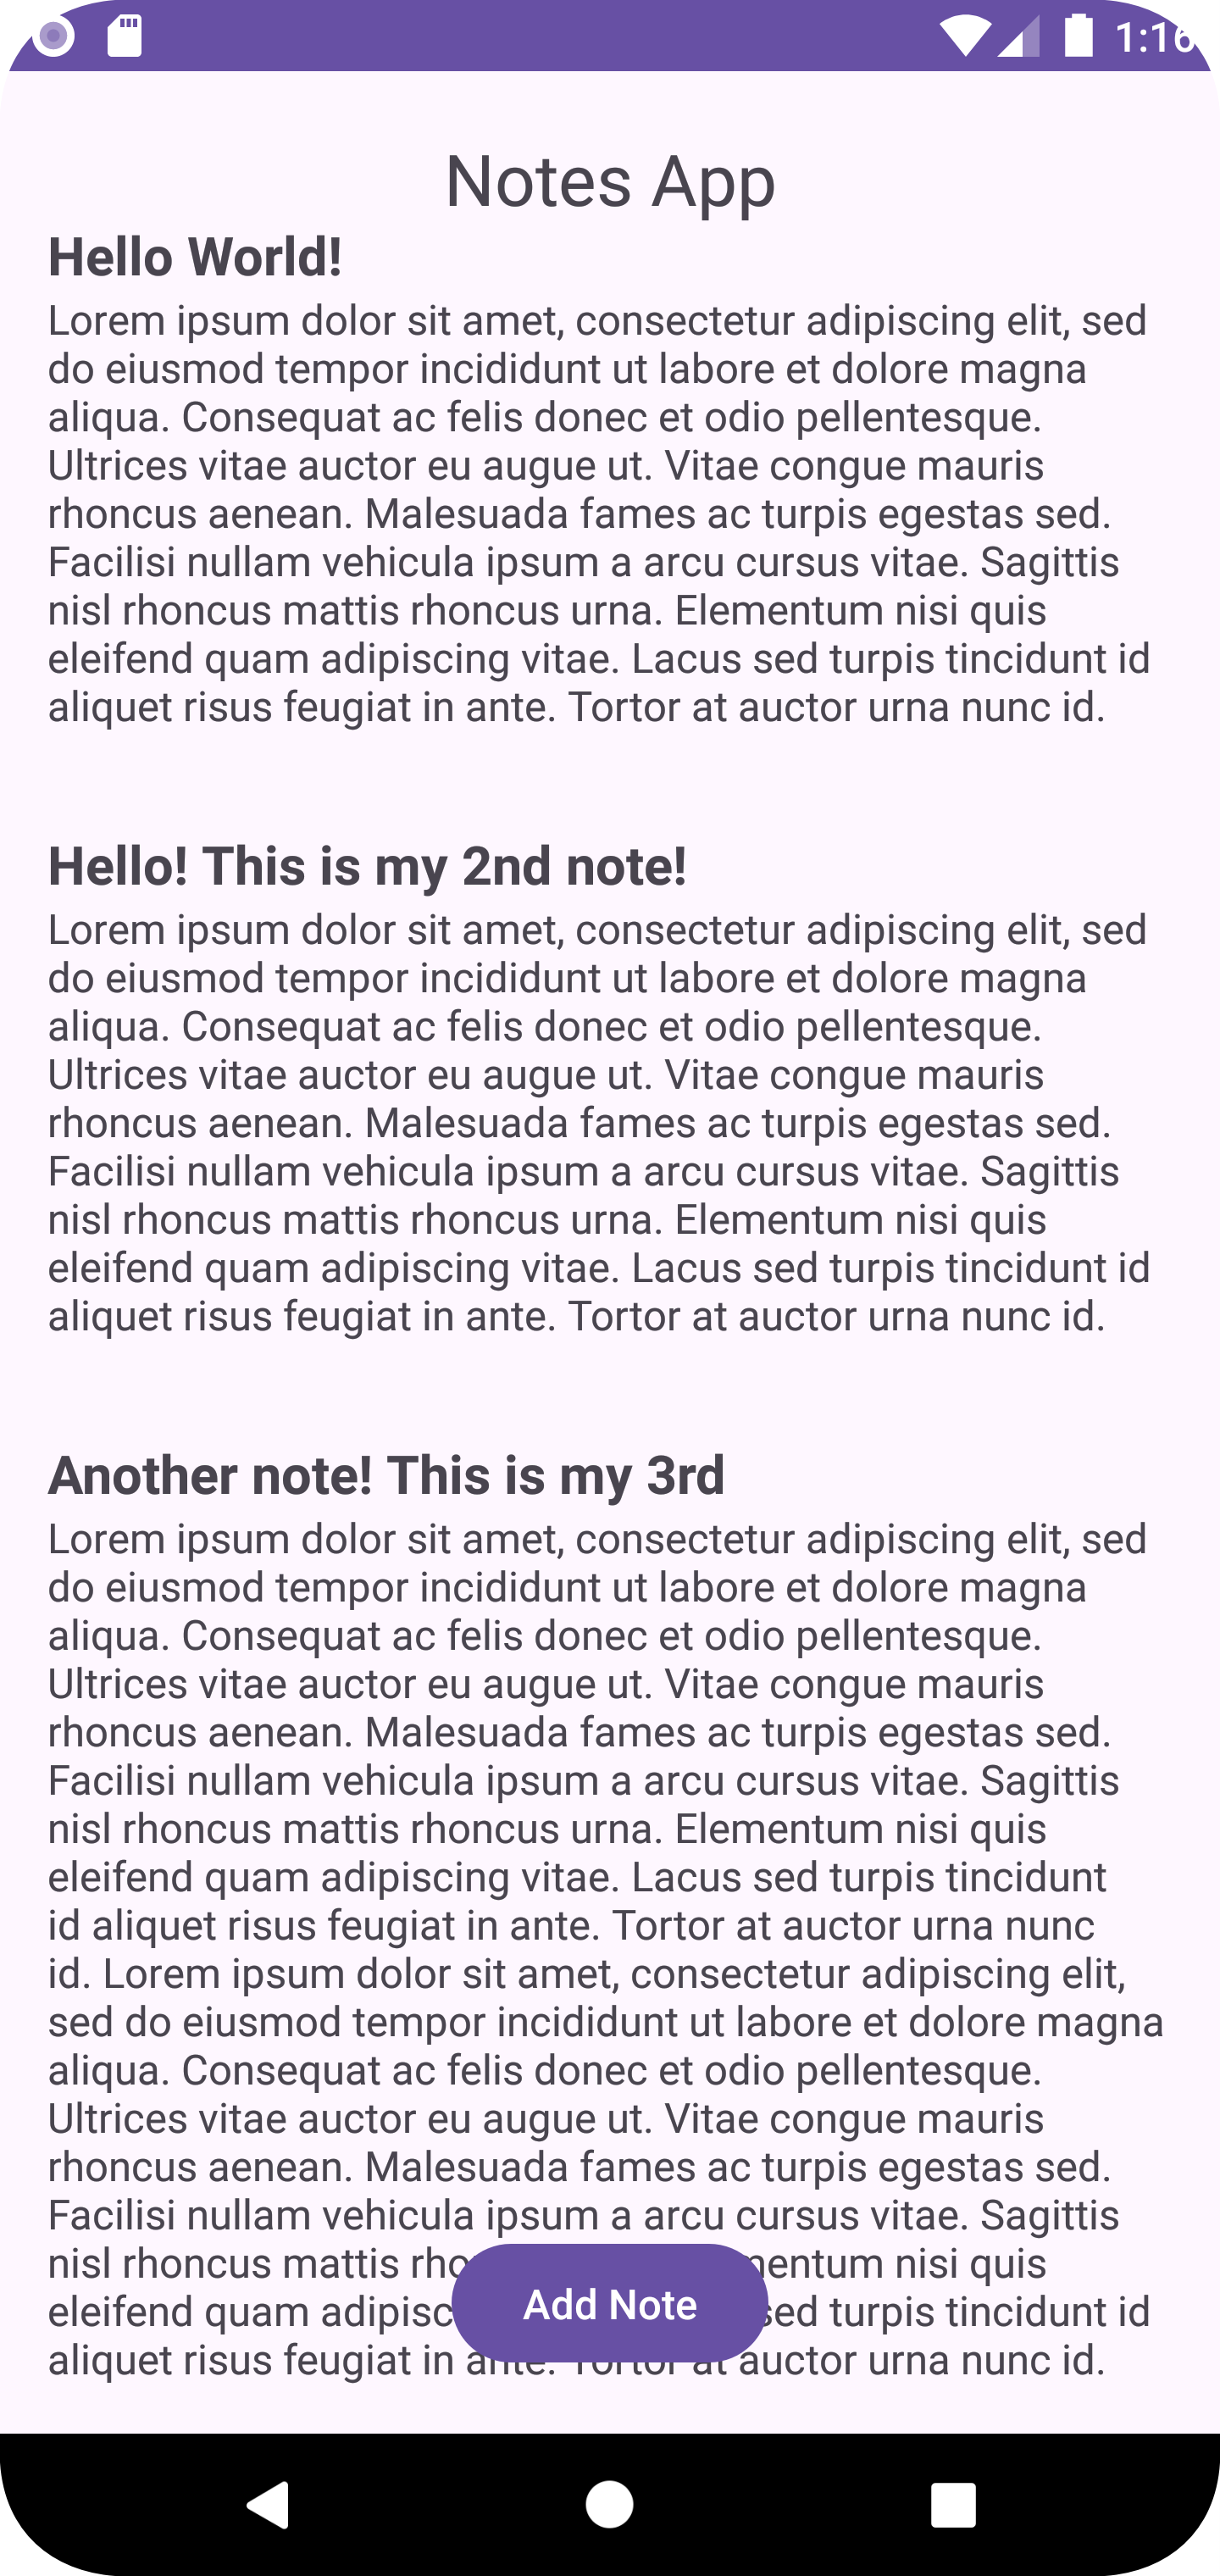 1:16
Notes App
Hello World!
Lorem ipsum dolor sit amet, consectetur adipiscing elit, sed
do eiusmod tempor incididunt ut labore et dolore magna
aliqua. Consequat ac felis donec et odio pellentesque.
Ultrices vitae auctor eu augue ut. Vitae congue mauris
rhoncus aenean. Malesuada fames ac turpis egestas sed.
Facilisi nullam vehicula ipsum a arcu cursus vitae. Sagittis
nisl rhoncus mattis rhoncus urna. Elementum nisi quis
eleifend quam adipiscing vitae. Lacus sed turpis tincidunt id
aliquet risus feugiat in ante. Tortor at auctor urna nunc id.
Hello! This is my 2nd note!
Lorem ipsum dolor sit amet, consectetur adipiscing elit, sed
do eiusmod tempor incididunt ut labore et dolore magna
aliqua. Consequat ac felis donec et odio pellentesque.
Ultrices vitae auctor eu augue ut. Vitae congue mauris
rhoncus aenean. Malesuada fames ac turpis egestas sed.
Facilisi nullam vehicula ipsum a arcu cursus vitae. Sagittis
nisl rhoncus mattis rhoncus urna. Elementum nisi quis
eleifend quam adipiscing vitae. Lacus sed turpis tincidunt id
aliquet risus feugiat in ante. Tortor at auctor urna nunc id.
Another note! This is my 3rd
Lorem ipsum dolor sit amet, consectetur adipiscing elit, sed
do eiusmod tempor incididunt ut labore et dolore magna
aliqua. Consequat ac felis donec et odio pellentesque.
Ultrices vitae auctor eu augue ut. Vitae congue mauris
rhoncus aenean. Malesuada fames ac turpis egestas sed.
Facilisi nullam vehicula ipsum a arcu cursus vitae. Sagittis
nisl rhoncus mattis rhoncus urna. Elementum nisi quis
eleifend quam adipiscing vitae. Lacus sed turpis tincidunt
id aliquet risus feugiat in ante. Tortor at auctor urna nunc
id. Lorem ipsum dolor sit amet, consectetur adipiscing elit,
sed do eiusmod tempor incididunt ut labore et dolore magna
aliqua. Consequat ac felis donec et odio pellentesque.
Ultrices vitae auctor eu augue ut. Vitae congue mauris
rhoncus aenean. Malesuada fames ac turpis egestas sed.
Facilisi nullam vehicula ipsum a arcu cursus vitae. Sagittis
nisl rhoncus mattis nisi quis
eleifend quam sed turpis tincidunt id
aliquet risus feugiat in ante. Tortor at auctor urna nunc id.
Add Note